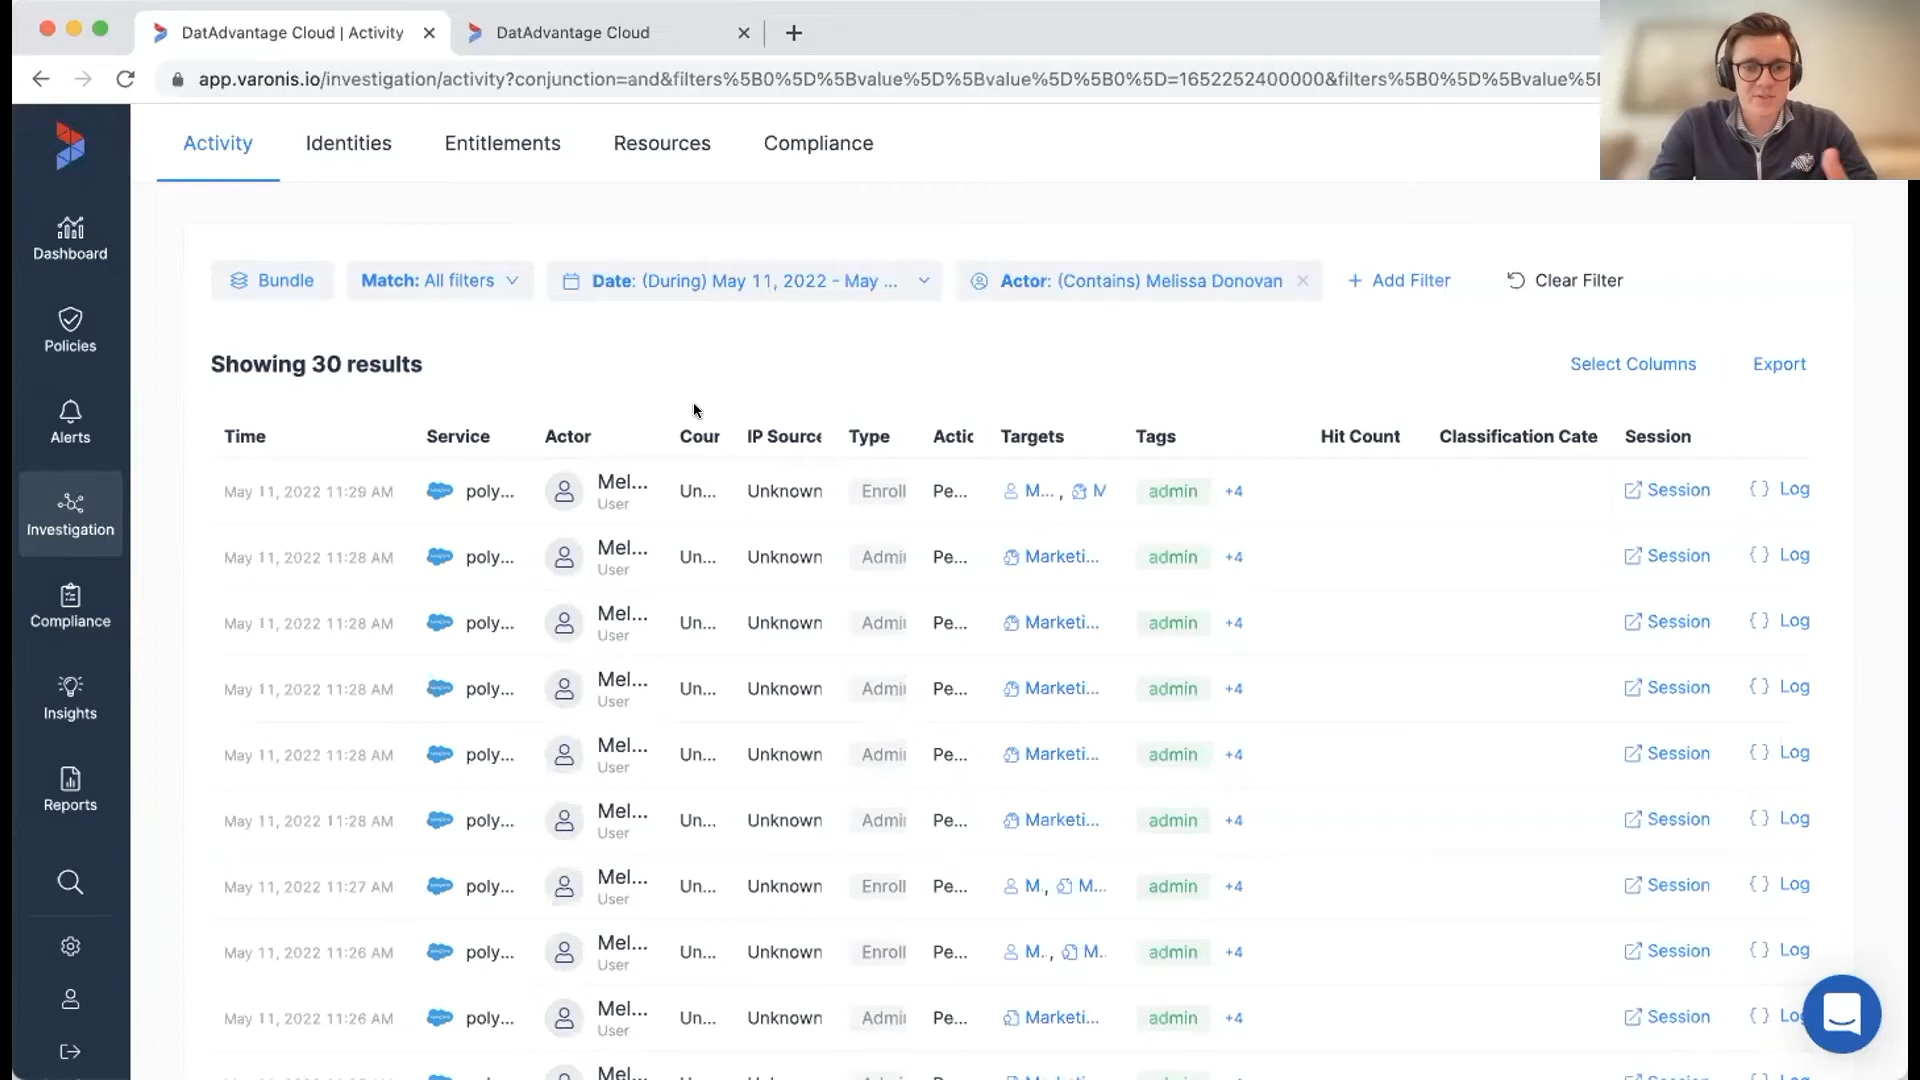 DatAdvantage Cloud | Activity
DatAdvantage Cloud
app.varonis.io/investigation/activity?conjunction=and&filters%5B0%5D%5Bvalue%5D%5Bvalue%5D%5B0%5D=1652252400000&filters%5B0%5D%5Bvalue%5
Activity Identities Entitlements Resources Compliance
Dashboard
Policies
Alerts
Investigation
Compliance
Insights
Reports
Bundle Match: All filters Date: (During) May 11, 2022 - May ... Actor: (Contains) Melissa Donovan + Add Filter Clear Filter
Showing 30 results Select Columns Export
Time Service Actor Cour IP Source Type Actic Targets Tags Hit Count Classification Cate Session
May 11, 2022 11:29 AM poly... Mel... Un... Unknown Enroll Pe... M... , M admin +4 Session {} Log
User
May 11, 2022 11:28 AM poly... Mel... Un... Unknown Admi Pe... Marketi... admin +4 Session {} Log
User
May 11, 2022 11:28 AM poly... Mel... Un... Unknown Admi Pe... Marketi... admin +4 Session {} Log
User
May 11, 2022 11:28 AM poly... Mel... Un... Unknown Admi Pe... Marketi... admin +4 Session {} Log
User
May 11, 2022 11:28 AM poly... Mel... Un... Unknown Admi Pe... Marketi... admin +4 Session {} Log
User
May 11, 2022 11:28 AM poly... Mel... Un... Unknown Admi Pe... Marketi... admin +4 Session {} Log
User
May 11, 2022 11:27 AM poly... Mel... Un... Unknown Enroll Pe... M., M... admin +4 Session {} Log
User
May 11, 2022 11:26 AM poly... Mel... Un... Unknown Enroll Pe... M., M. admin +4 Session {} Log
User
May 11, 2022 11:26 AM poly... Mel... Un... Unknown Admi Pe... Marketi... admin +4 Session {} Log
User
Mel...